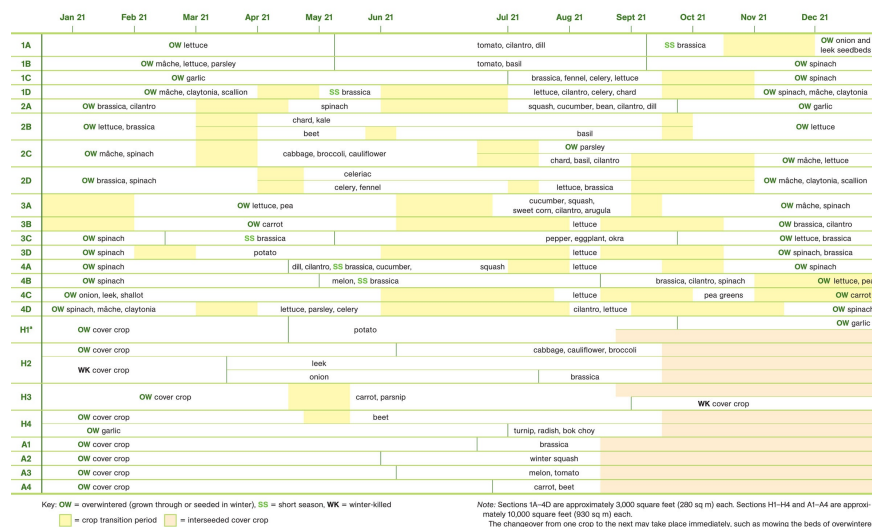 Jan 21 Feb 21 Mar 21 Apr 21 May 21 Jun 21 Jul 21 Aug 21 Sept 21 Oct 21 Nov 21 Dec 21
1A OW lettuce tomato, cilantro, dill SS brassica OW onion and
leek seedbeds
1B OW mâche, lettuce, parsley tomato, basil OW spinach
1C OW garlic brassica, fennel, celery, lettuce OW spinach
1D OW mâche, claytonia, scallion SS brassica lettuce, cilantro, celery, chard OW spinach, mâche, claytonia
2A OW brassica, cilantro spinach squash, cucumber, bean, cilantro, dill OW garlic
chard, kale
2B OW lettuce, brassica OW lettuce
beet basil
OW parsley
2C OW mâche, spinach cabbage, broccoli, cauliflower
chard, basil, cilantro OW mâche, lettuce
celeriac
2D OW brassica, spinach OW mâche, claytonia, scallion
celery, fennel lettuce, brassica
cucumber, squash,
3A OW lettuce, pea OW mâche, spinach
sweet corn, cilantro, arugula
3B OW carrot lettuce OW brassica, cilantro
3C OW spinach SS brassica pepper, eggplant, okra OW lettuce, brassica
3D OW spinach potato lettuce OW spinach, brassica
4A OW spinach dill, cilantro, SS brassica, cucumber, squash lettuce OW spinach
4B OW spinach melon, SS brassica brassica, cilantro, spinach OW lettuce, pea
4C OW onion, leek, shallot lettuce pea greens OW carrot
4D OW spinach, mâche, claytonia lettuce, parsley, celery cilantro, lettuce OW spinach
OW garlic
H1* OW cover crop potato
OW cover crop cabbage, cauliflower, broccoli
H2 WK cover crop leek
onion brassica
H3 OW cover crop carrot, parsnip
WK cover crop
OW cover crop beet
H4
OW garlic turnip, radish, bok choy
A1 OW cover crop brassica
A2 OW cover crop winter squash
A3 OW cover crop melon, tomato
A4 OW cover crop carrot, beet
Key: OW = overwintered (grown through or seeded in winter), SS = short season, WK = winter-killed
= crop transition period = interseeded cover crop
Note: Sections 1A–4D are approximately 3,000 square feet (280 sq m) each. Sections H1–H4 and A1–A4 are approxi-
mately 10,000 square feet (930 sq m) each.
The changeover from one crop to the next may take place immediately, such as mowing the beds of overwintere